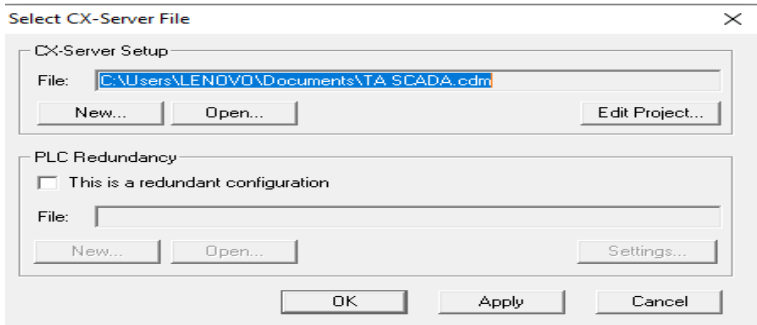 Select CX-Server File
CX-Server Setup
File: C:\Users\LENOVO\Documents\TA SCADA.cdm
New... Open... Edit Project...
PLC Redundancy
This is a redundant configuration
File:
New... Open... Settings...
OK Apply Cancel